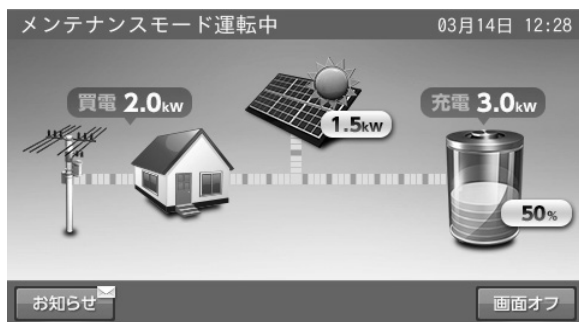 メンテナンスモード運転中 03月14日 12:28
買電 2.0kw
充電 3.0kw
1.5kw
50%
お知らせ
画面オフ